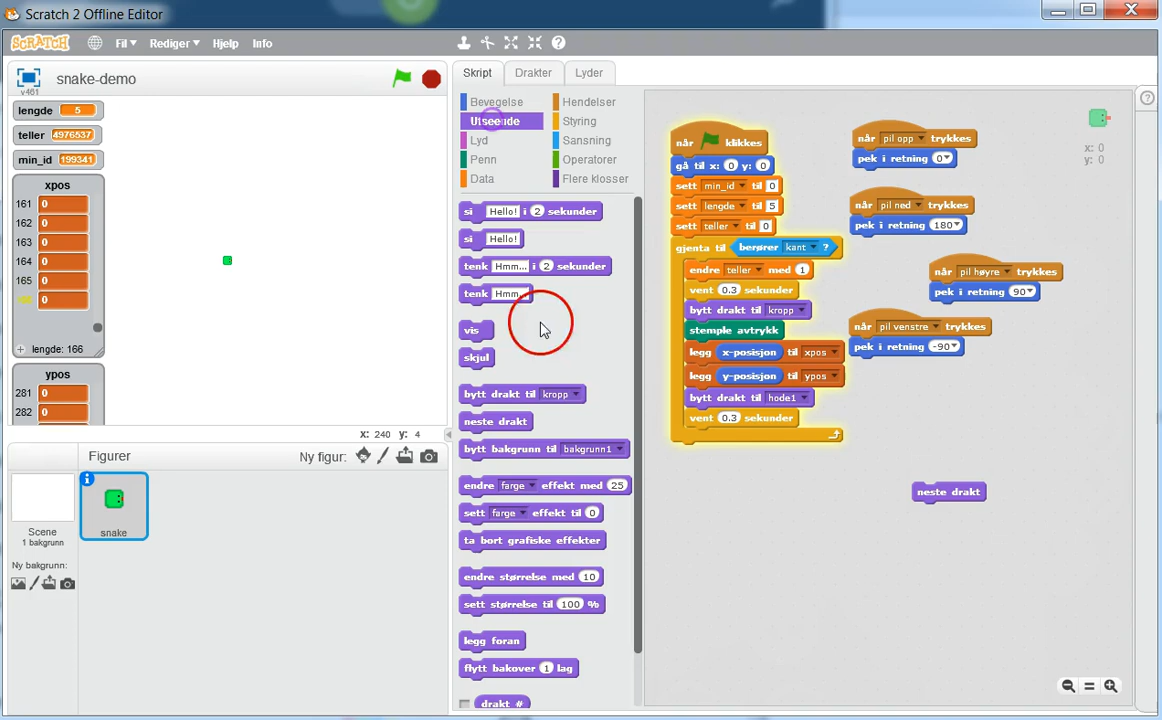 Scratch 2 Offline Editor
SCRATCH Fil Rediger Hjelp Info
v461 snake-demo
lengde 5
teller 4976537
min_id 199341
xpos
161 0
162 0
163 0
164 0
165 0
0
lengde: 166
ypos
281 0
282 0
x: 240 y: 4
Figurer Ny figur:
snake
Scene
1 bakgrunn
Ny bakgrunn:
Skript Drakter Lyder
Bevegelse Hendelser
Utseende Styring
Lyd Sansning
Penn Operatorer
Data Flere klosser
si Hello! i 2 sekunder
si Hello!
tenk Hmm... i 2 sekunder
tenk Hmm...
vis
skjul
bytt drakt til kropp
neste drakt
bytt bakgrunn til bakgrunn1
endre farge effekt med 25
sett farge effekt til 0
ta bort grafiske effekter
endre størrelse med 10
sett størrelse til 100 %
legg foran
flytt bakover 1 lag
drakt #
når klikkes
gå til x: 0 y: 0
sett min_id til 0
sett lengde til 5
sett teller til 0
gjenta til berører kant ?
endre teller med 1
vent 0.3 sekunder
bytt drakt til kropp
stemple avtrykk
legg x-posisjon til xpos
legg y-posisjon til ypos
bytt drakt til hode1
vent 0.3 sekunder
når pil opp trykkes
pek i retning 0
når pil ned trykkes
pek i retning 180
når pil høyre trykkes
pek i retning 90
når pil venstre trykkes
pek i retning -90
neste drakt
x: 0
y: 0